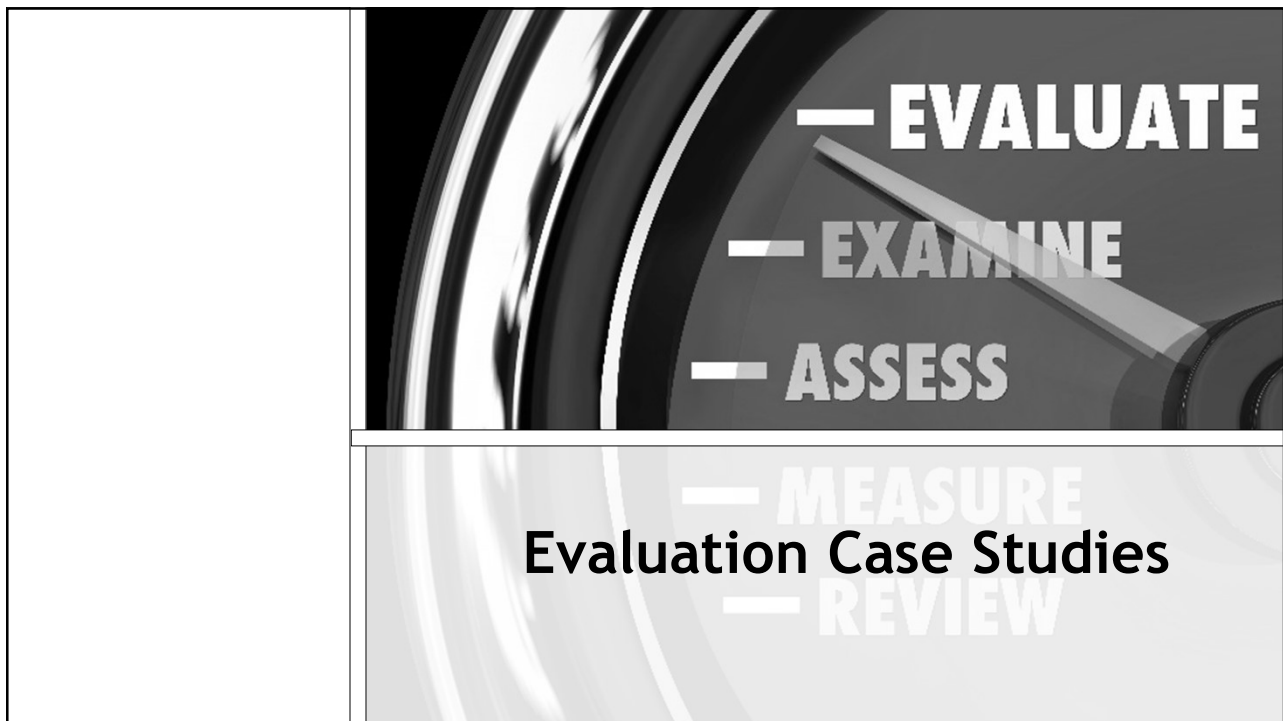 EVALUATE
EXAMINE
ASSESS
MEASURE
Evaluation Case Studies
REVIEW